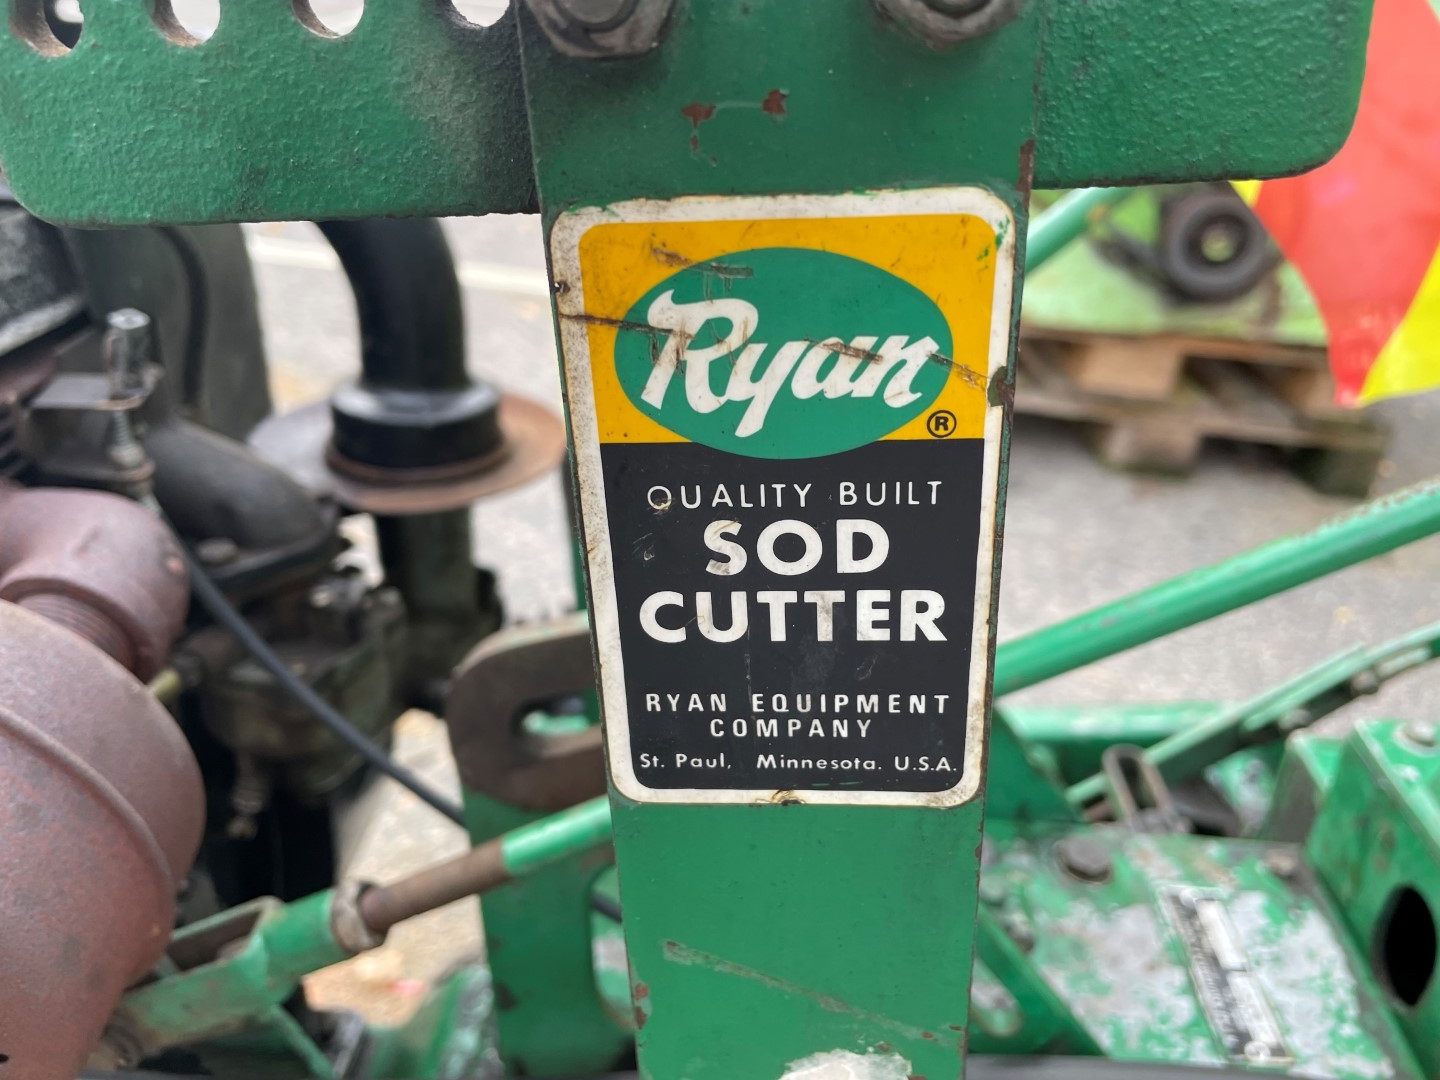 Ryan
®
QUALITY BUILT
SOD
CUTTER
RYAN EQUIPMENT
COMPANY
St. Paul, Minnesota. U.S.A.